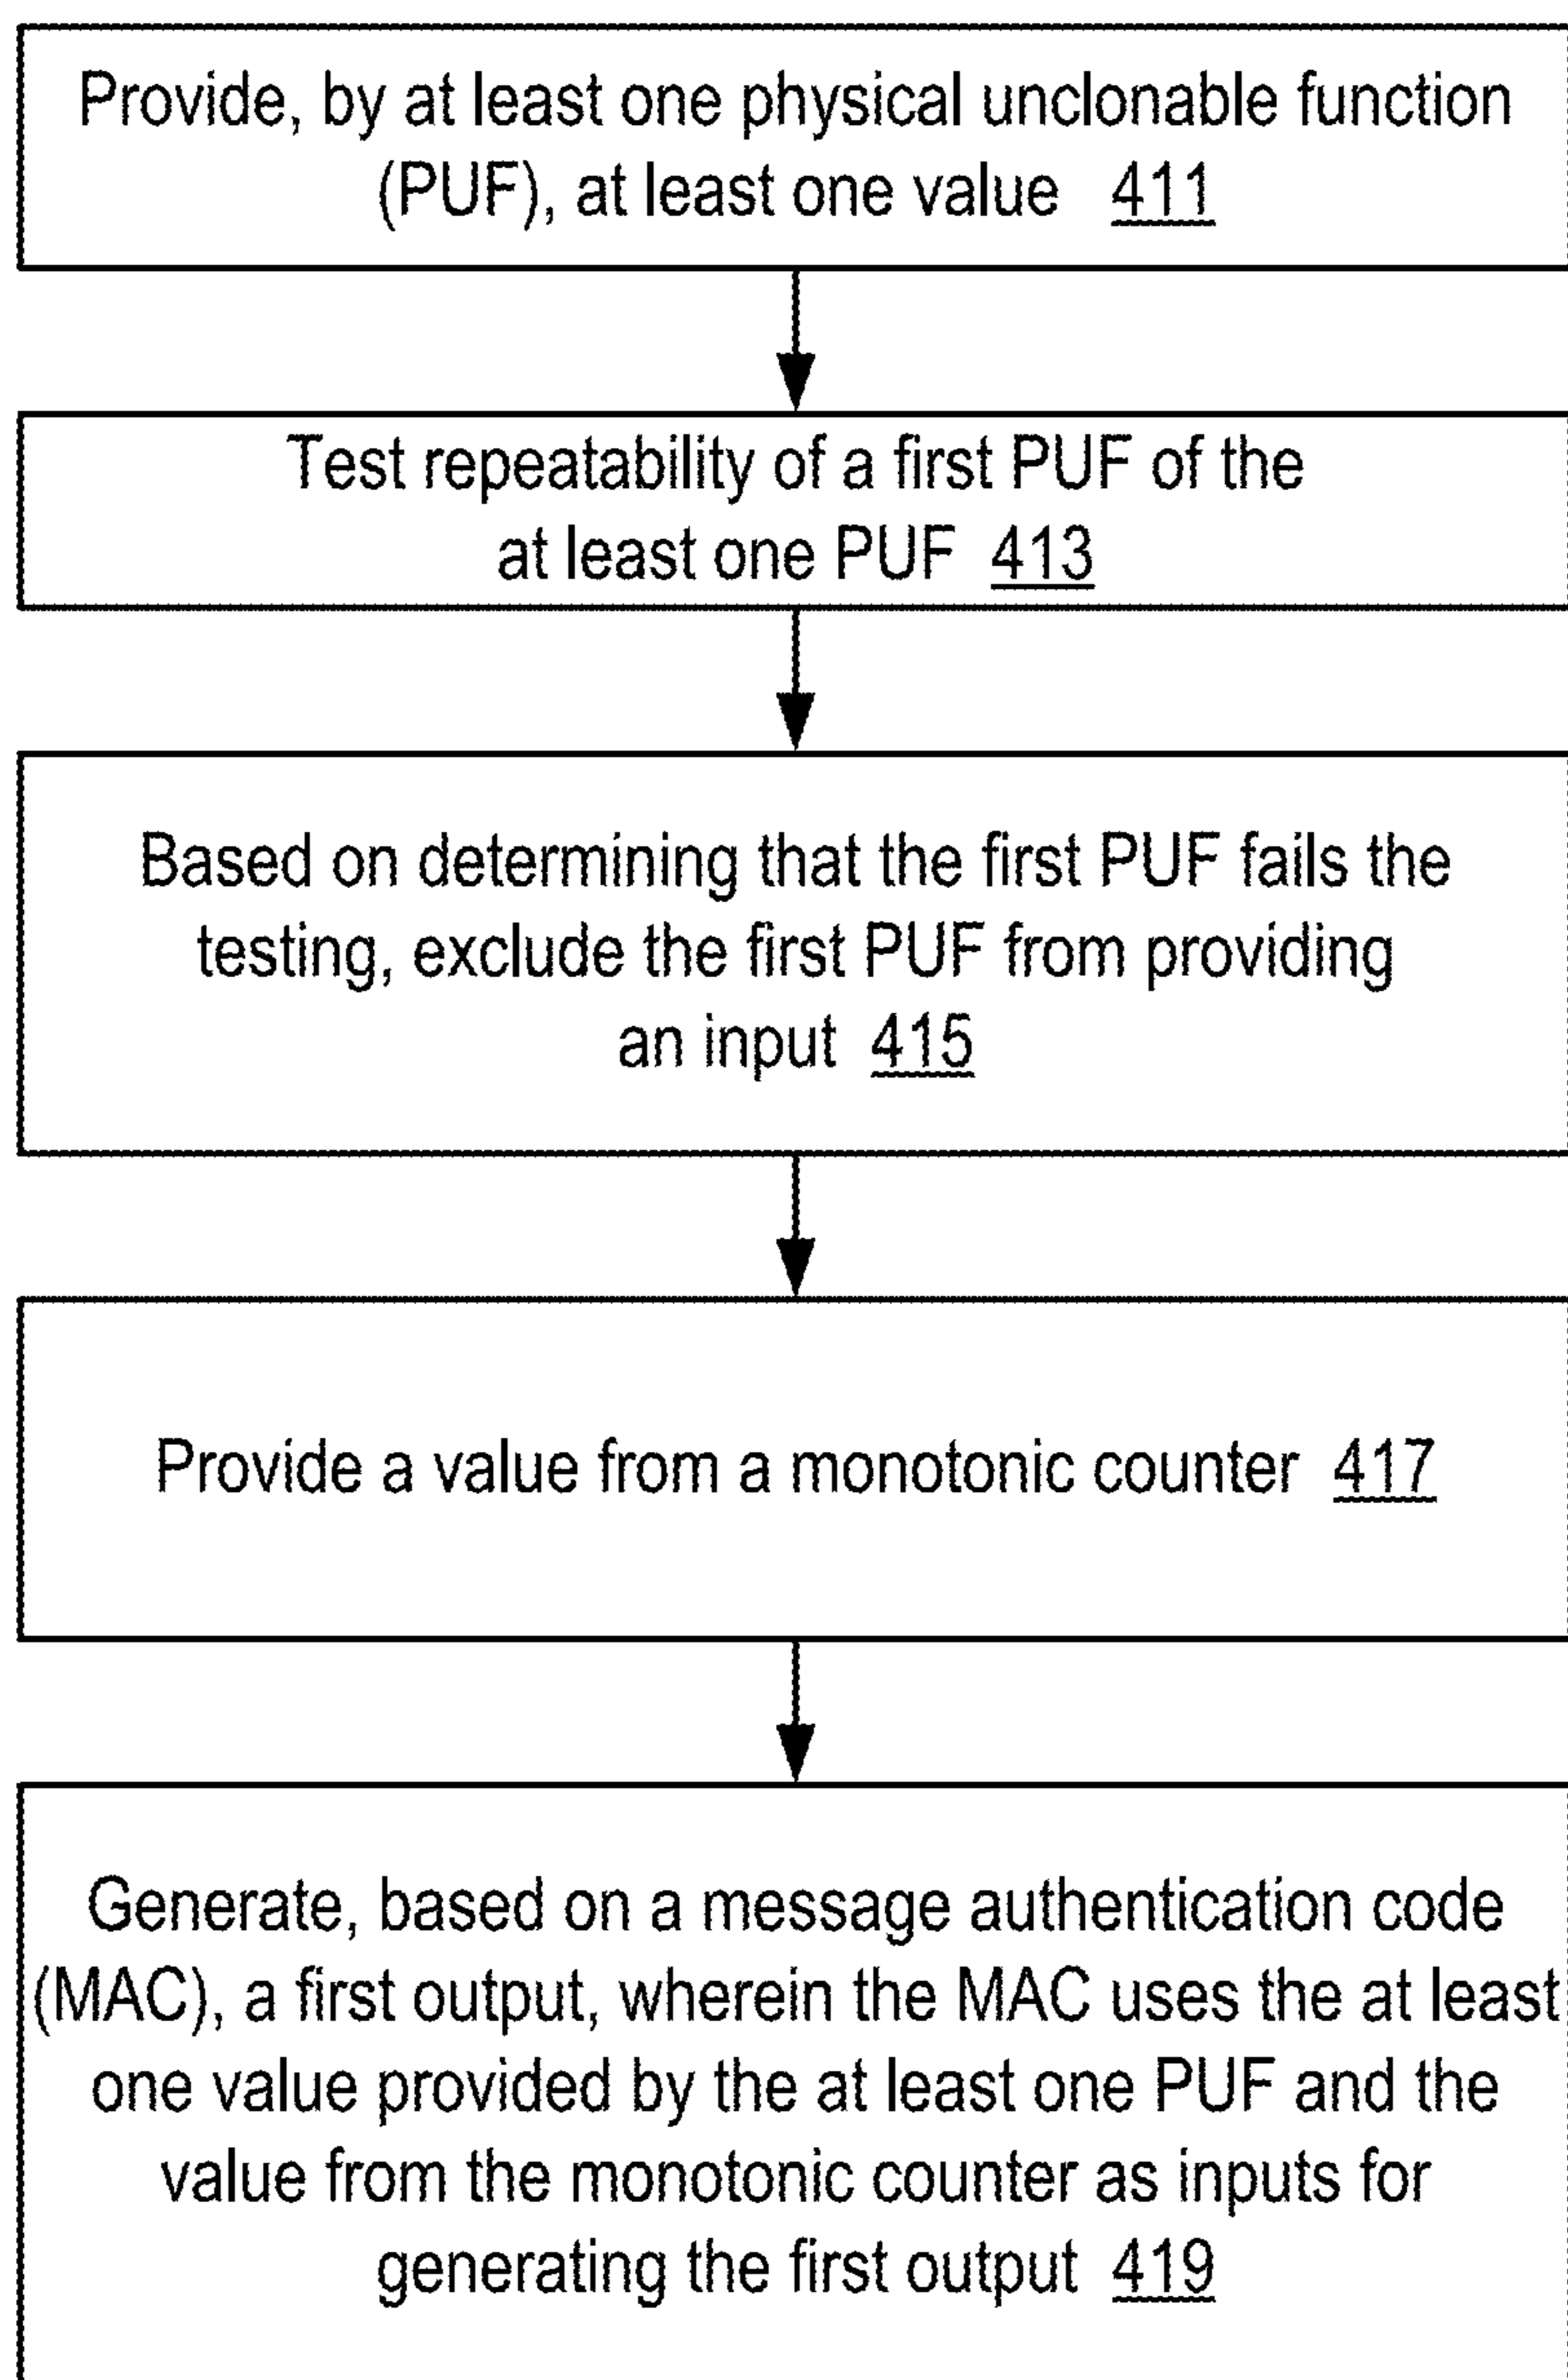 Provide, by at least one physical unclonable function
(PUF), at least one value 411
Test repeatability of a first PUF of the
at least one PUF 413
Based on determining that the first PUF fails the
testing, exclude the first PUF from providing
an input 415
Provide a value from a monotonic counter 417
Generate, based on a message authentication code
(MAC), a first output, wherein the MAC uses the at least
one value provided by the at least one PUF and the
value from the monotonic counter as inputs for
generating the first output 419